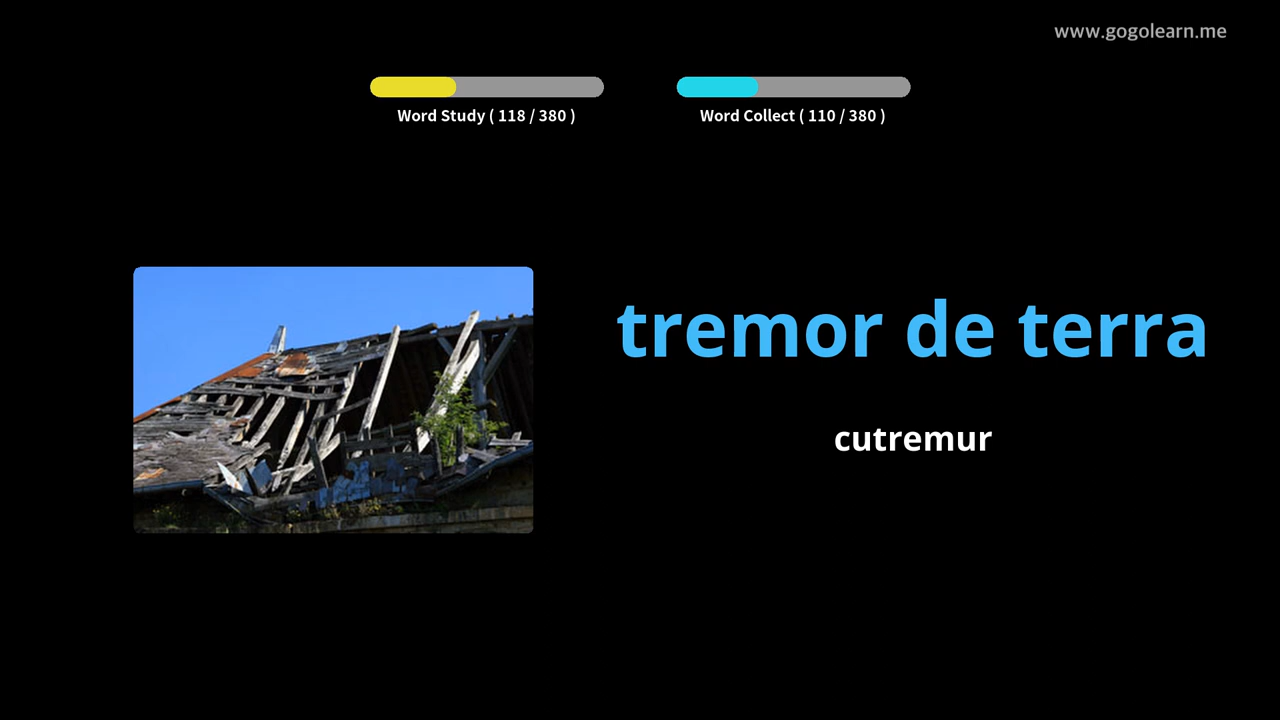 www.gogolearn.me
Word Study ( 118 / 380 )
Word Collect ( 110 / 380 )
tremor de terra
cutremur